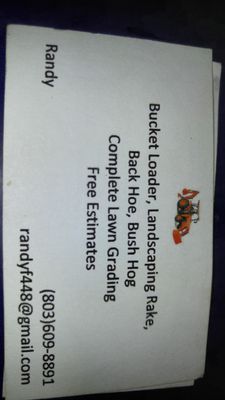 Bucket Loader, Landscaping Rake,
Back Hoe, Bush Hog
Complete Lawn Grading
Free Estimates
Randy
(803)609-8891
randyf448@gmail.com